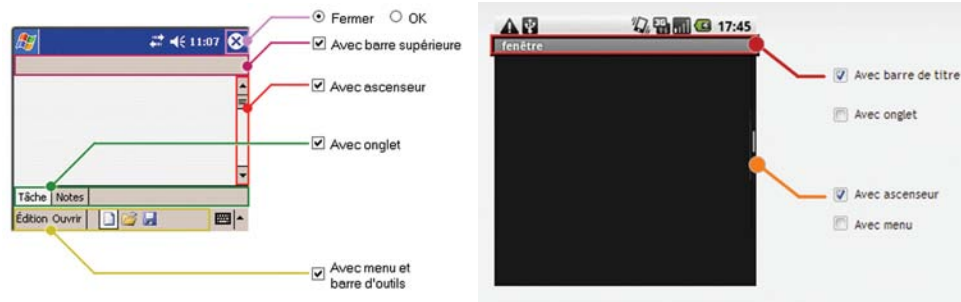 Fermer OK
11:07
Avec barre supérieure
Avec ascenseur
Avec onglet
Tâche Notes
Édition Ouvrir
Avec menu et
barre d'outils
3G 17:45
fenêtre
Avec barre de titre
Avec onglet
Avec ascenseur
Avec menu